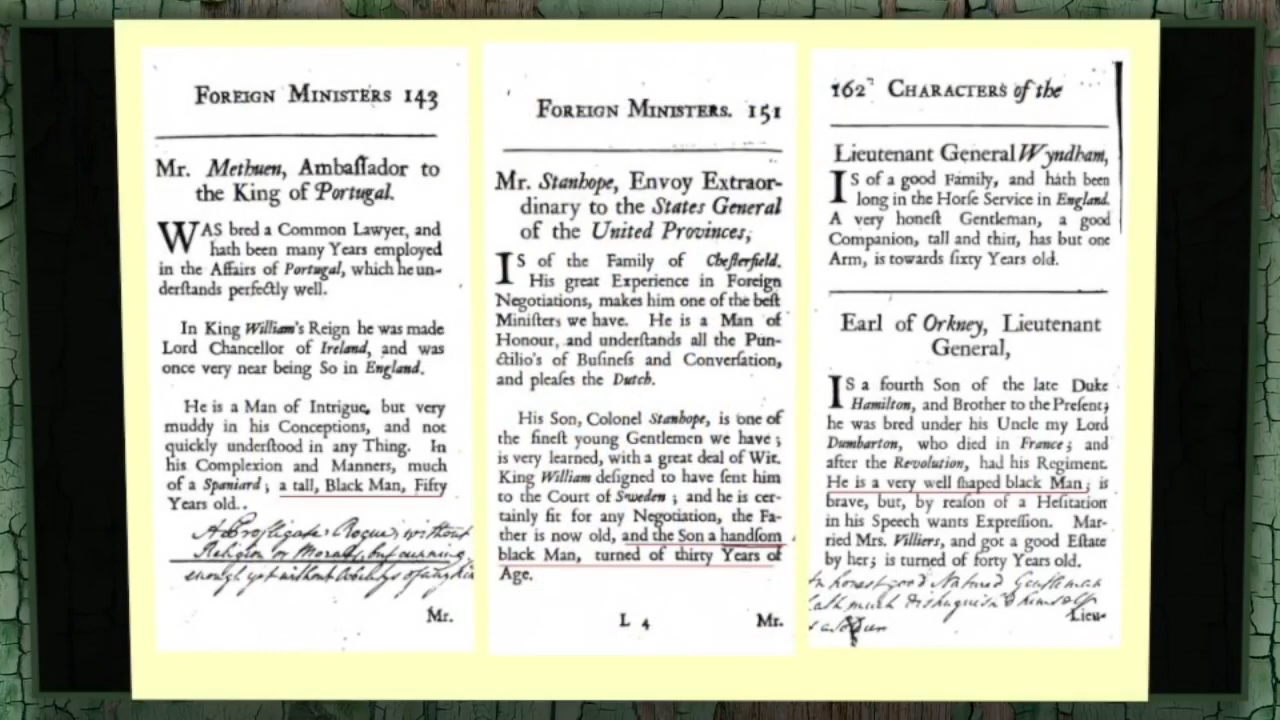 FOREIGN MINISTERS 143
Mr. Methuen, Ambaſſador to
the King of Portugal.
WAS bred a Common Lawyer, and
hath been many Years employed
in the Affairs of Portugal, which he un-
derſtands perfectly well.
In King William's Reign he was made
Lord Chancellor of Ireland, and was
once very near being So in England.
He is a Man of Intrigue, but very
muddy in his Conceptions, and not
quickly underſtood in any Thing. In
his Complexion and Manners, much
of a Spaniard; a tall, Black Man, Fifty
Years old..
A Profligate Rogue without
Religion or Morals, but cunning
enough yet without Abilitys of any kin
Mr.
FOREIGN MINISTERS. 151
Mr. Stanhope, Envoy Extraor-
dinary to the States General
of the United Provinces,
IS of the Family of Cheſterfield.
His great Experience in Foreign
Negotiations, makes him one of the beſt
Miniſters we have. He is a Man of
Honour, and underſtands all the Pun-
ctilio's of Buſineſs and Converſation,
and pleaſes the Dutch.
His Son, Colonel Stanhope, is one of
the fineſt young Gentlemen we have;
is very learned, with a great deal of Wit.
King William deſigned to have ſent him
to the Court of Sweden; and he is cer-
tainly fit for any Negotiation, the Fa-
ther is now old, and the Son a handſom
black Man, turned of thirty Years of
Age.
L 4 Mr.
162 CHARACTERS of the
Lieutenant General Wyndham,
IS of a good Family, and hath been
long in the Horſe Service in England.
A very honeſt Gentleman, a good
Companion, tall and thin, has but one
Arm, is towards ſixty Years old.
Earl of Orkney, Lieutenant
General,
IS a fourth Son of the late Duke
Hamilton, and Brother to the Preſent;
he was bred under his Uncle my Lord
Dumbarton, who died in France; and
after the Revolution, had his Regiment.
He is a very well ſhaped black Man; is
brave, but, by reaſon of a Heſitation
in his Speech wants Expreſſion. Mar-
ried Mrs. Villiers, and got a good Eſtate
by her; is turned of forty Years old.
An honest good Natured Gentleman
hath much distinguish'd himself
as a
Lieu-